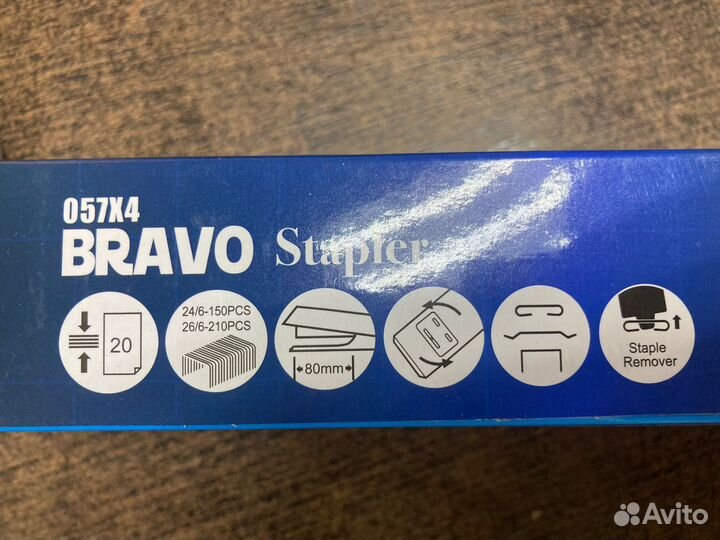 057X4
BRAVO Stapler
20
24/6-150PCS
26/6-210PCS
80mm
Staple
Remover
Avito